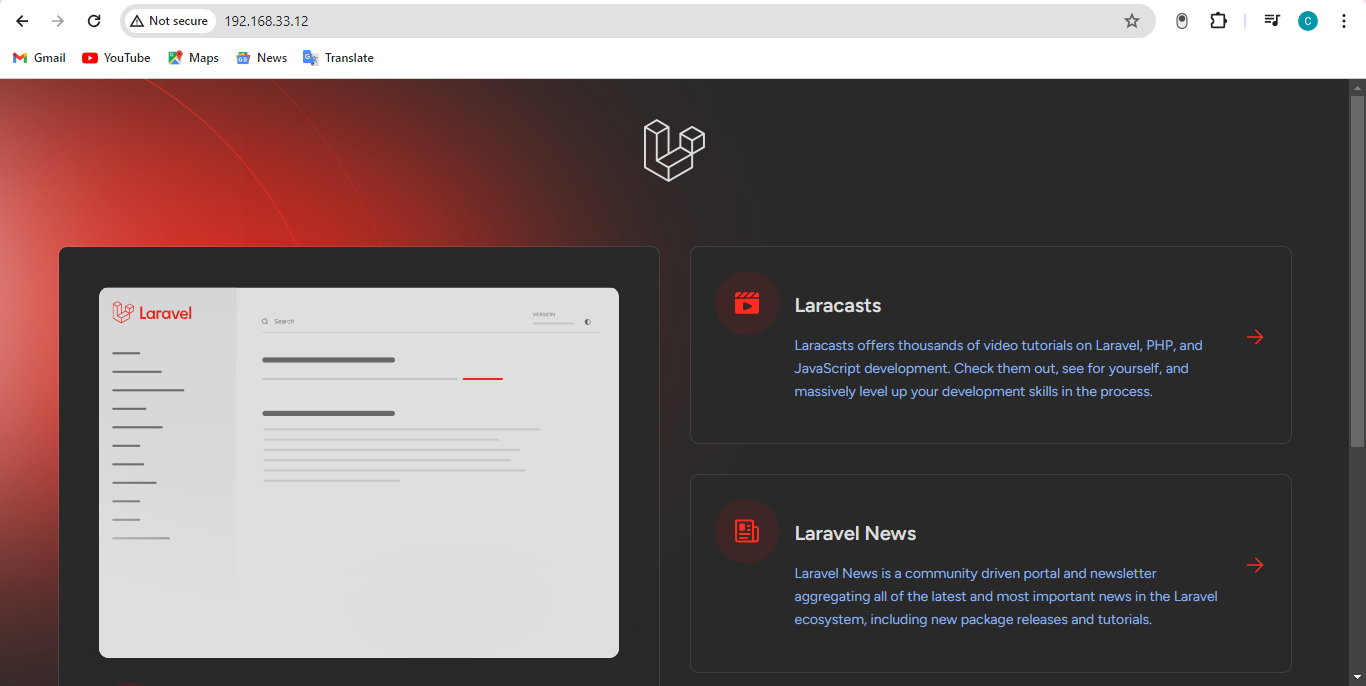 Not secure
192.168.33.12
C
Gmail
YouTube
Maps
News
Translate
Laravel
Search
VERSION
Laracasts
Laracasts offers thousands of video tutorials on Laravel, PHP, and
JavaScript development. Check them out, see for yourself, and
massively level up your development skills in the process.
Laravel News
Laravel News is a community driven portal and newsletter
aggregating all of the latest and most important news in the Laravel
ecosystem, including new package releases and tutorials.